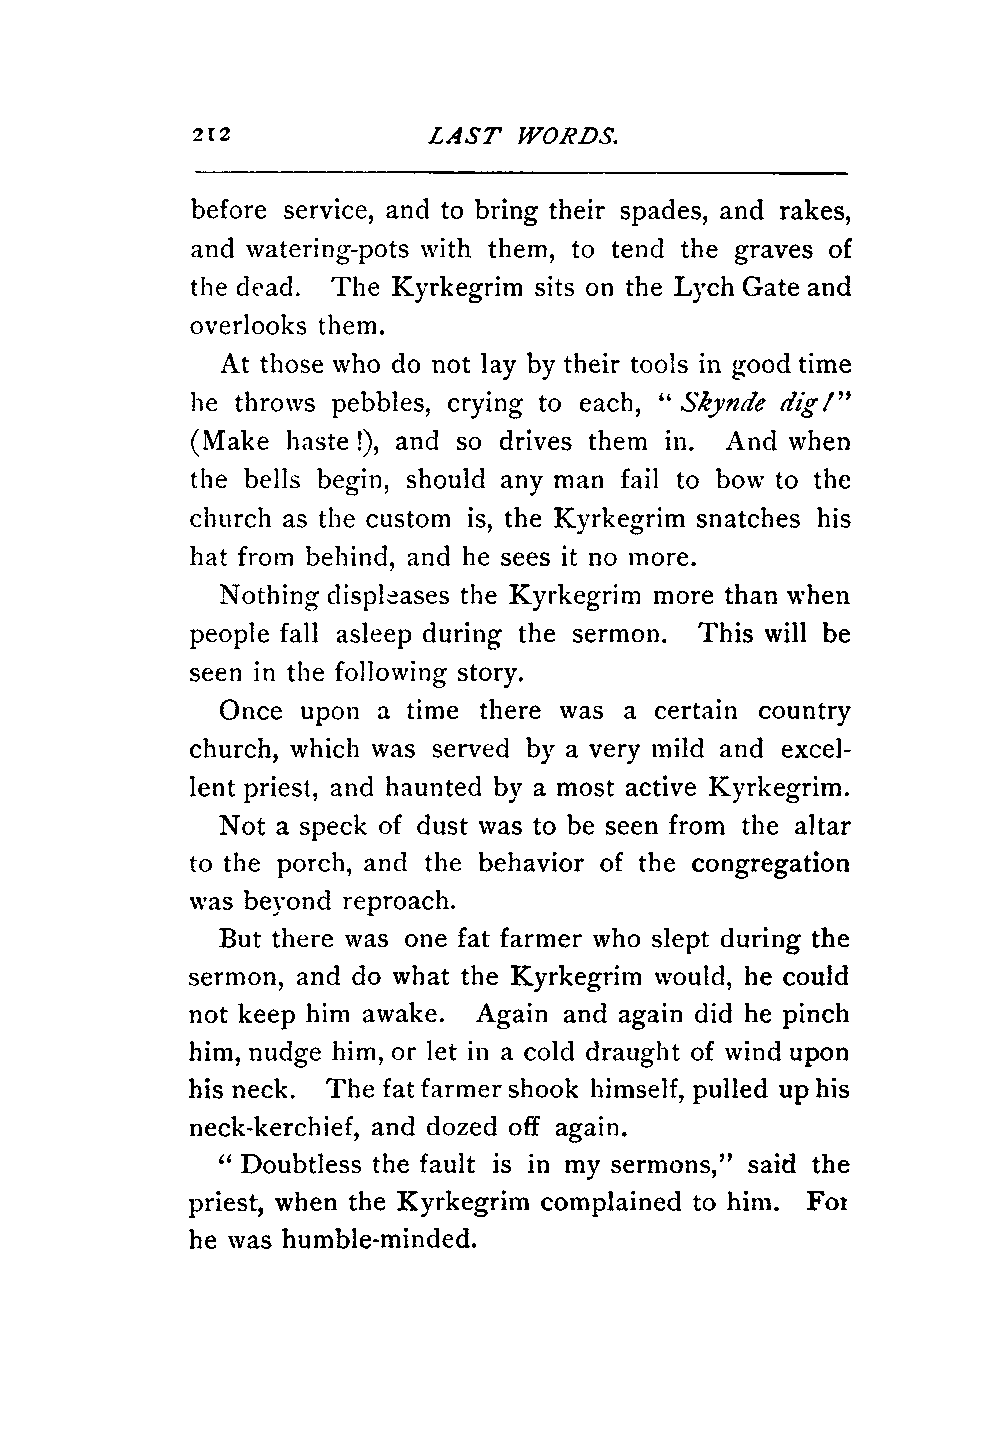 212 LAST WORDS.
before service, and to bring their spades, and rakes,
and watering-pots with them, to tend the graves of
the dead. The Kyrkegrim sits on the Lych Gate and
overlooks them.
At those who do not lay by their tools in good time
he throws pebbles, crying to each, "Skynde dig!"
(Make haste!), and so drives them in. And when
the bells begin, should any man fail to bow to the
church as the custom is, the Kyrkegrim snatches his
hat from behind, and he sees it no more.
Nothing displeases the Kyrkegrim more than when
people fall asleep during the sermon. This will be
seen in the following story.
Once upon a time there was a certain country
church, which was served by a very mild and excel-
lent priest, and haunted by a most active Kyrkegrim.
Not a speck of dust was to be seen from the altar
to the porch, and the behavior of the congregation
was beyond reproach.
But there was one fat farmer who slept during the
sermon, and do what the Kyrkegrim would, he could
not keep him awake. Again and again did he pinch
him, nudge him, or let in a cold draught of wind upon
his neck. The fat farmer shook himself, pulled up his
neck-kerchief, and dozed off again.
"Doubtless the fault is in my sermons," said the
priest, when the Kyrkegrim complained to him. For
he was humble-minded.